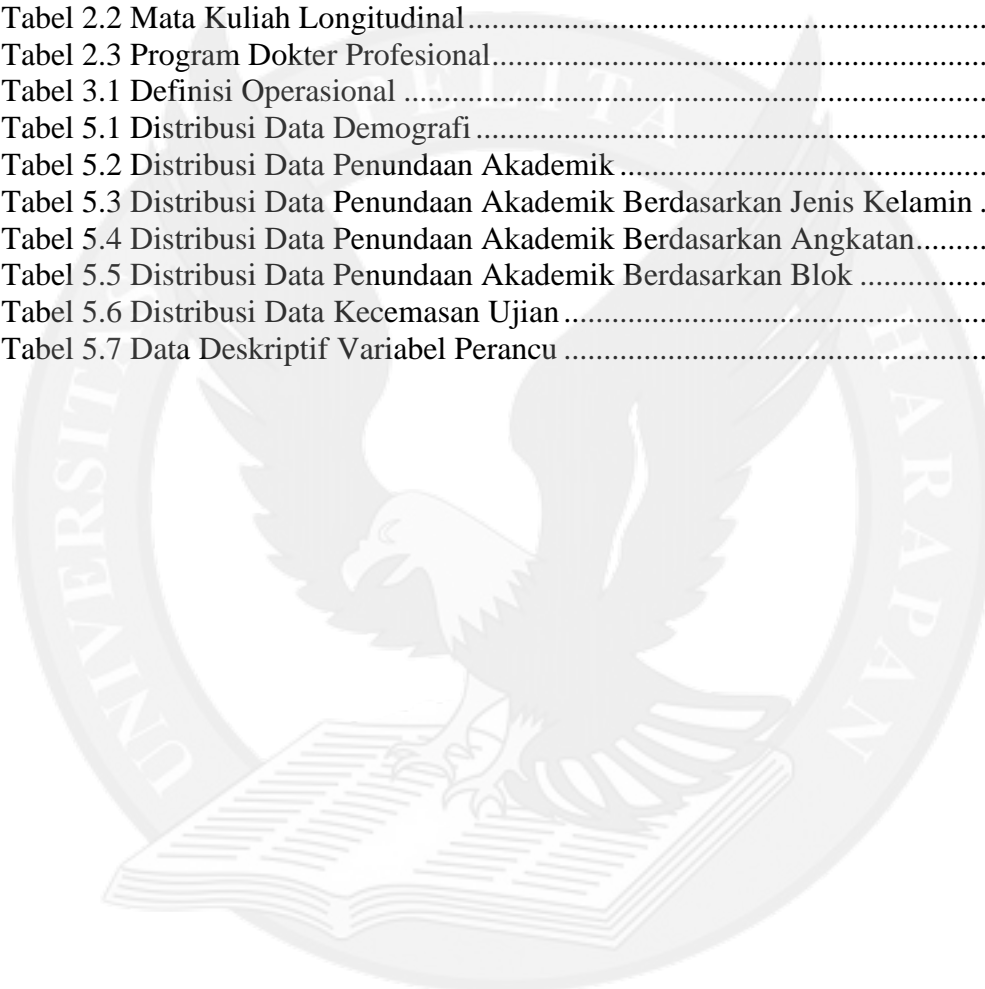 Tabel 2.2 Mata Kuliah Longitudinal................................................................
Tabel 2.3 Program Dokter Profesional.............................................................
Tabel 3.1 Definisi Operasional ........................................................................
Tabel 5.1 Distribusi Data Demografi ...............................................................
Tabel 5.2 Distribusi Data Penundaan Akademik .............................................
Tabel 5.3 Distribusi Data Penundaan Akademik Berdasarkan Jenis Kelamin .
Tabel 5.4 Distribusi Data Penundaan Akademik Berdasarkan Angkatan.........
Tabel 5.5 Distribusi Data Penundaan Akademik Berdasarkan Blok ................
Tabel 5.6 Distribusi Data Kecemasan Ujian ....................................................
Tabel 5.7 Data Deskriptif Variabel Perancu ....................................................
UNIVERSITA PELITA HARAPAN